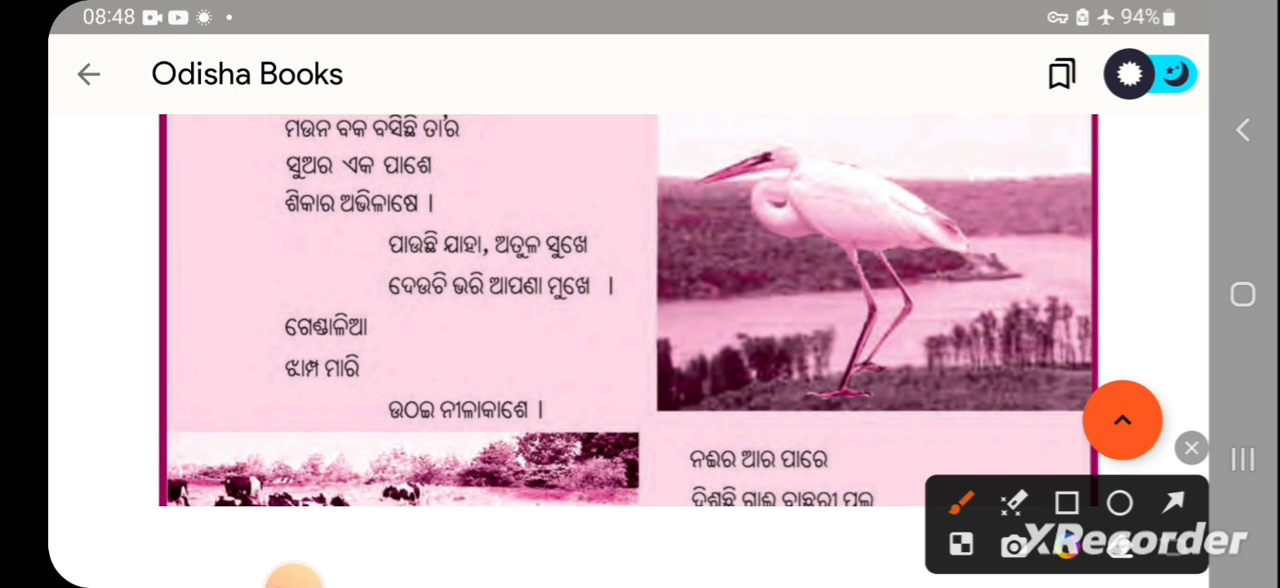 08:48
94%
Odisha Books
ମଉନ ବକ ବସିଛି ତା'ର
ସୁଅର ଏକ ପାଶେ
ଶିକାର ଅଭିଳାଷେ ।
ପାଉଛି ଯାହା, ଅତୁଳ ସୁଖେ
ଦେଉଚି ଭରି ଆପଣା ମୁଖେ ।
ଗେଣ୍ଡାଳିଆ
ଝାମ୍ପ ମାରି
ଉଠଇ ନୀଳାକାଶେ ।
ନଈର ଆର ପାରେ
ଦିଶୁଛି ଗାଈ ବାଛୁରୀ ପଲ
XRecorder